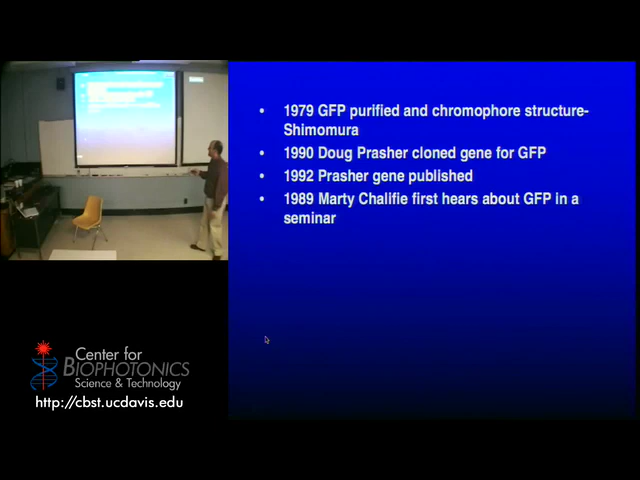 • 1979 GFP purified and chromophore structure-
Shimomura
• 1990 Doug Prasher cloned gene for GFP
• 1992 Prasher gene published
• 1989 Marty Chalifie first hears about GFP in a
seminar
Center for
BIOPHOTONICS
Science & Technology
http://cbst.ucdavis.edu